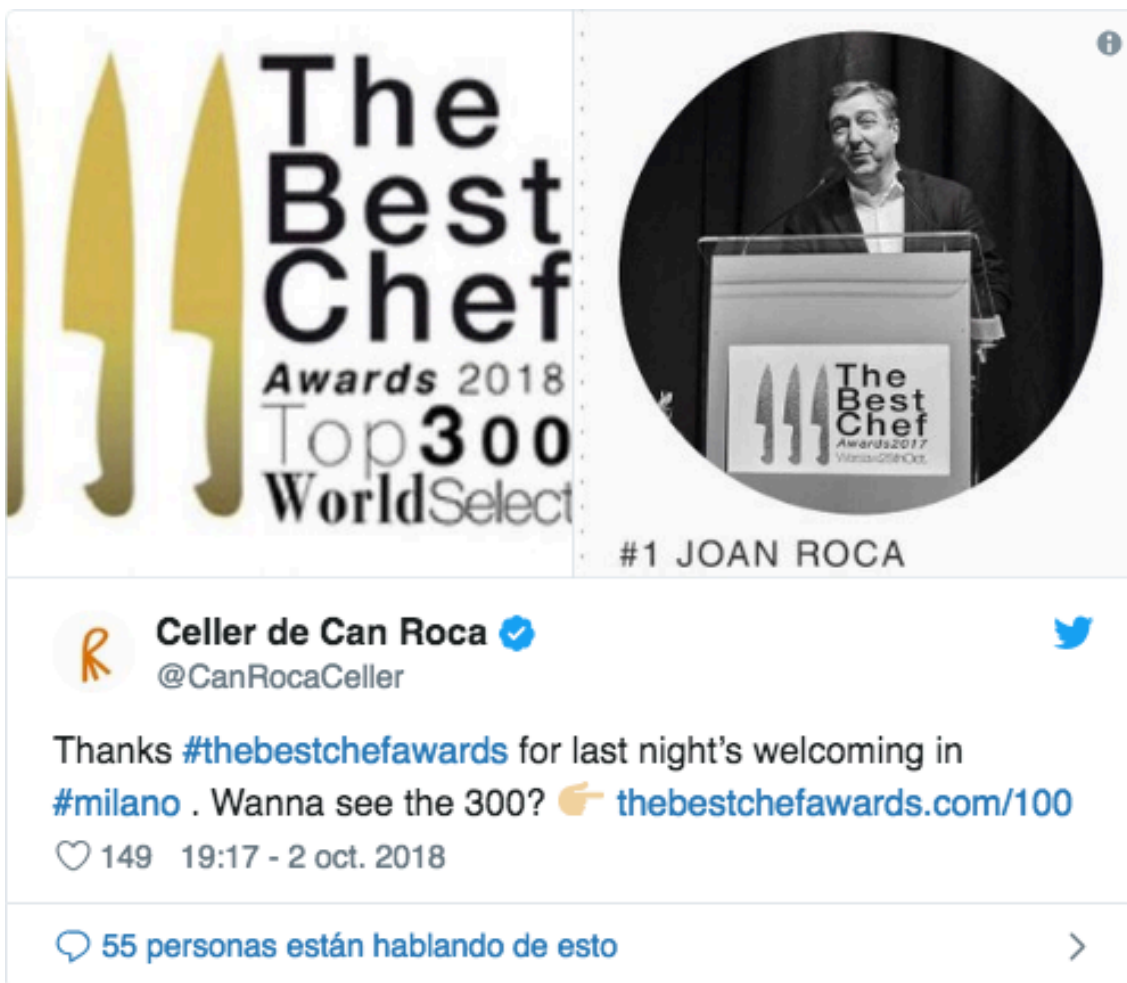 The
Best
Chef
Awards 2018
Top 300
WorldSelect
The
Best
Chef
Awards2017
#1 JOAN ROCA
Celler de Can Roca
@CanRocaCeller
Thanks #thebestchefawards for last night's welcoming in
#milano . Wanna see the 300? 👉 thebestchefawards.com/100
149 19:17 - 2 oct. 2018
55 personas están hablando de esto